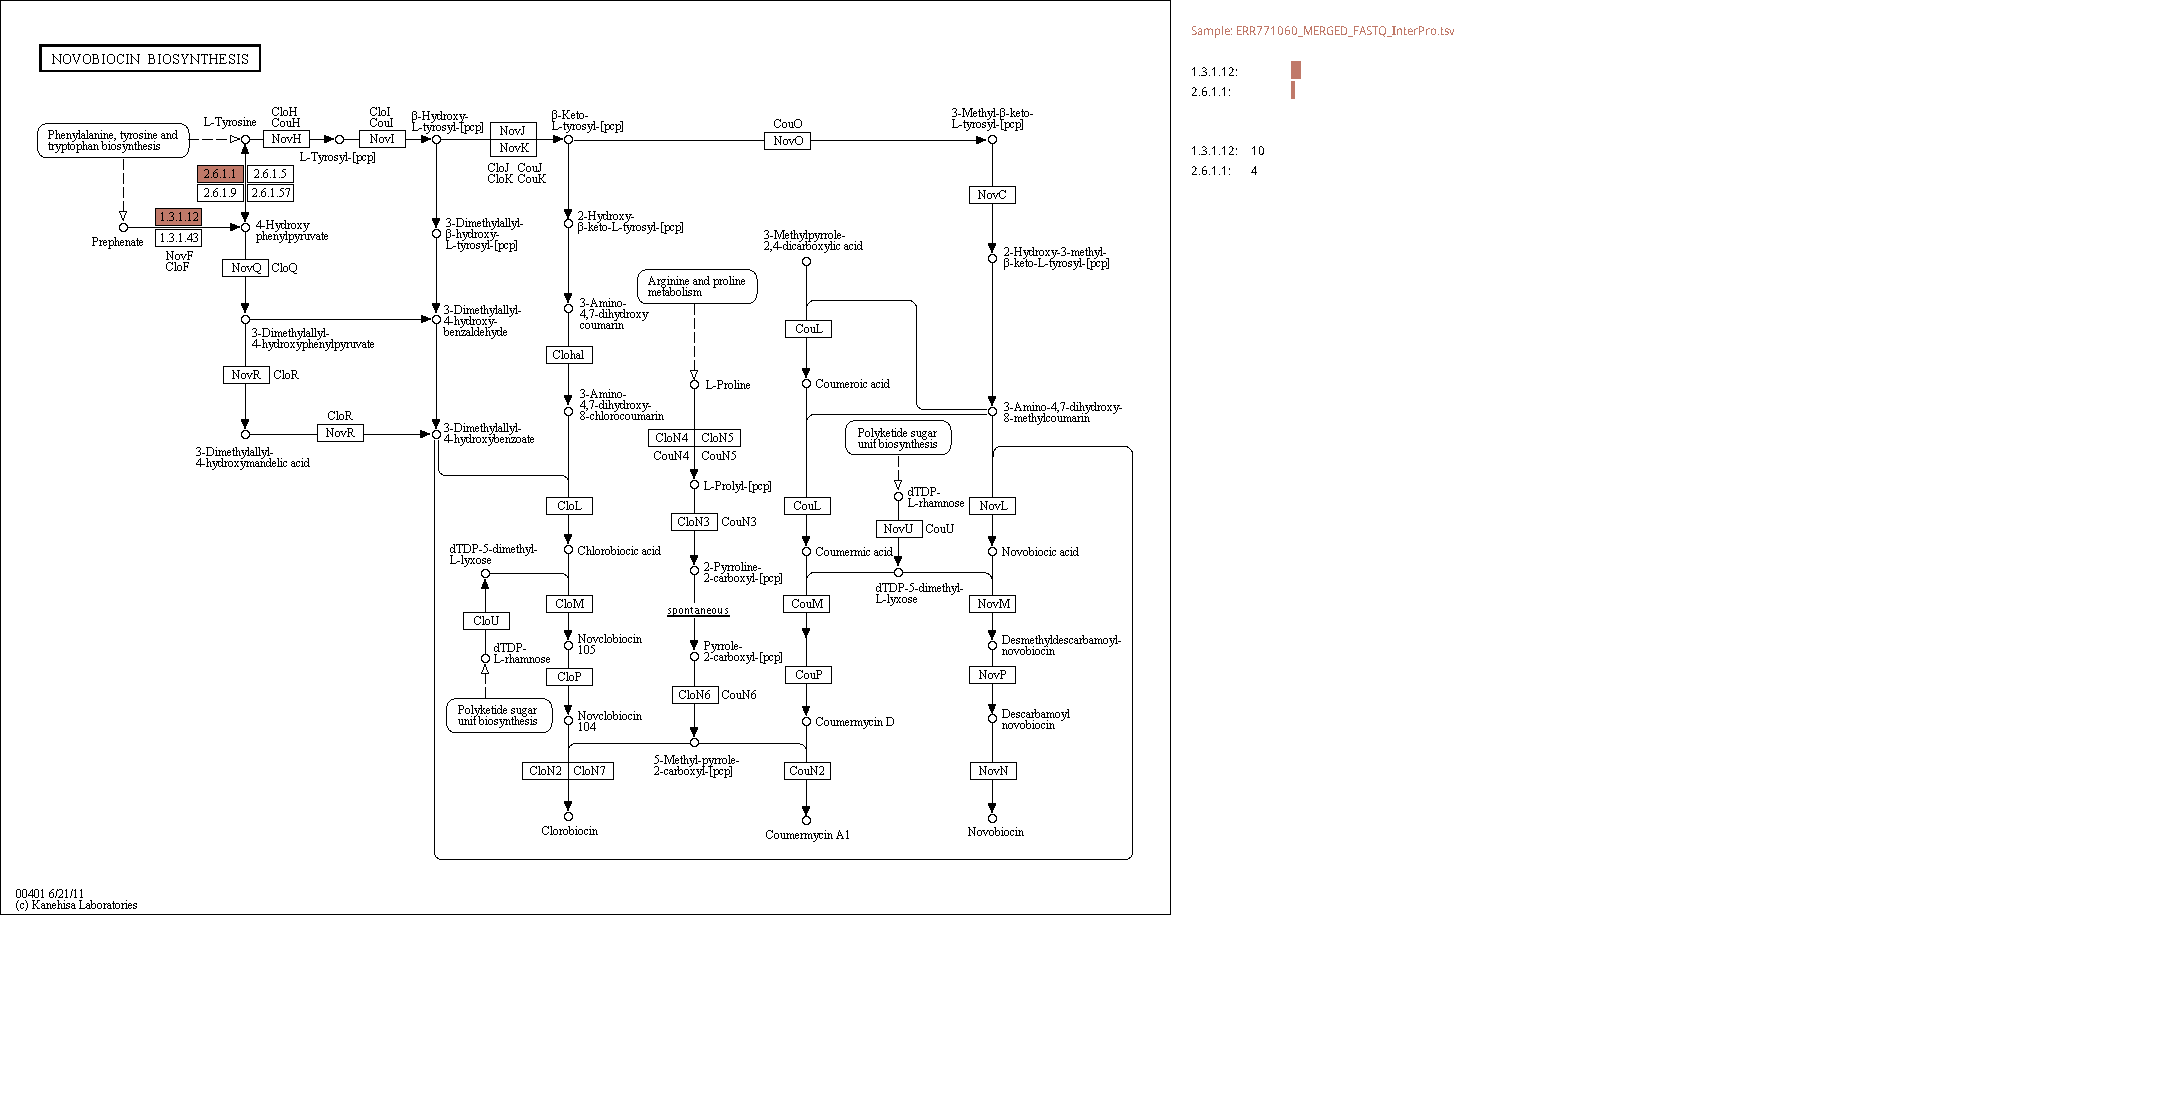 NOVOBIOCIN BIOSYNTHESIS
Sample: ERR771060_MERGED_FASTQ_InterPro.tsv
1.3.1.12:
2.6.1.1:
1.3.1.12: 10
2.6.1.1: 4
Phenylalanine, tyrosine and
tryptophan biosynthesis
L-Tyrosine
CloH
CouH
NovH
L-Tyrosyl-[pcp]
CloI
CouI
NovI
β-Hydroxy-
L-tyrosyl-[pcp]
NovJ
NovK
CloJ CouJ
CloK CouK
β-Keto-
L-tyrosyl-[pcp]
CouO
NovO
3-Methyl-β-keto-
L-tyrosyl-[pcp]
2.6.1.1
2.6.1.5
2.6.1.9
2.6.1.57
1.3.1.12
1.3.1.43
NovF
CloF
Prephenate
4-Hydroxy
phenylpyruvate
NovQ
CloQ
3-Dimethylallyl-
4-hydroxyphenylpyruvate
NovR
CloR
3-Dimethylallyl-
4-hydroxymandelic acid
CloR
NovR
3-Dimethylallyl-
β-hydroxy-
L-tyrosyl-[pcp]
3-Dimethylallyl-
4-hydroxy-
benzaldehyde
3-Dimethylallyl-
4-hydroxybenzoate
2-Hydroxy-
β-keto-L-tyrosyl-[pcp]
3-Amino-
4,7-dihydroxy
coumarin
Clohal
3-Amino-
4,7-dihydroxy-
8-chlorocoumarin
CloL
Chlorobiocic acid
dTDP-5-dimethyl-
L-lyxose
CloM
CloU
dTDP-
L-rhamnose
Polyketide sugar
unif biosynthesis
Novclobiocin
105
CloP
Novclobiocin
104
CloN2
CloN7
Clorobiocin
Arginine and proline
metabolism
L-Proline
CloN4
CloN5
CouN4
CouN5
L-Prolyl-[pcp]
CloN3
CouN3
2-Pyrroline-
2-carboxyl-[pcp]
spontaneous
Pyrrole-
2-carboxyl-[pcp]
CloN6
CouN6
5-Methyl-pyrrole-
2-carboxyl-[pcp]
3-Methylpyrrole-
2,4-dicarboxylic acid
CouL
Coumeroic acid
CouL
Coumermic acid
CouM
CouP
Coumermycin D
CouN2
Coumermycin A1
Polyketide sugar
unif biosynthesis
dTDP-
L-rhamnose
NovU
CouU
dTDP-5-dimethyl-
L-lyxose
NovC
2-Hydroxy-3-methyl-
β-keto-L-tyrosyl-[pcp]
3-Amino-4,7-dihydroxy-
8-methylcoumarin
NovL
Novobiocic acid
NovM
Desmethyldescarbamoyl-
novobiocin
NovP
Descarbamoyl
novobiocin
NovN
Novobiocin
00401 6/21/11
(c) Kanehisa Laboratories